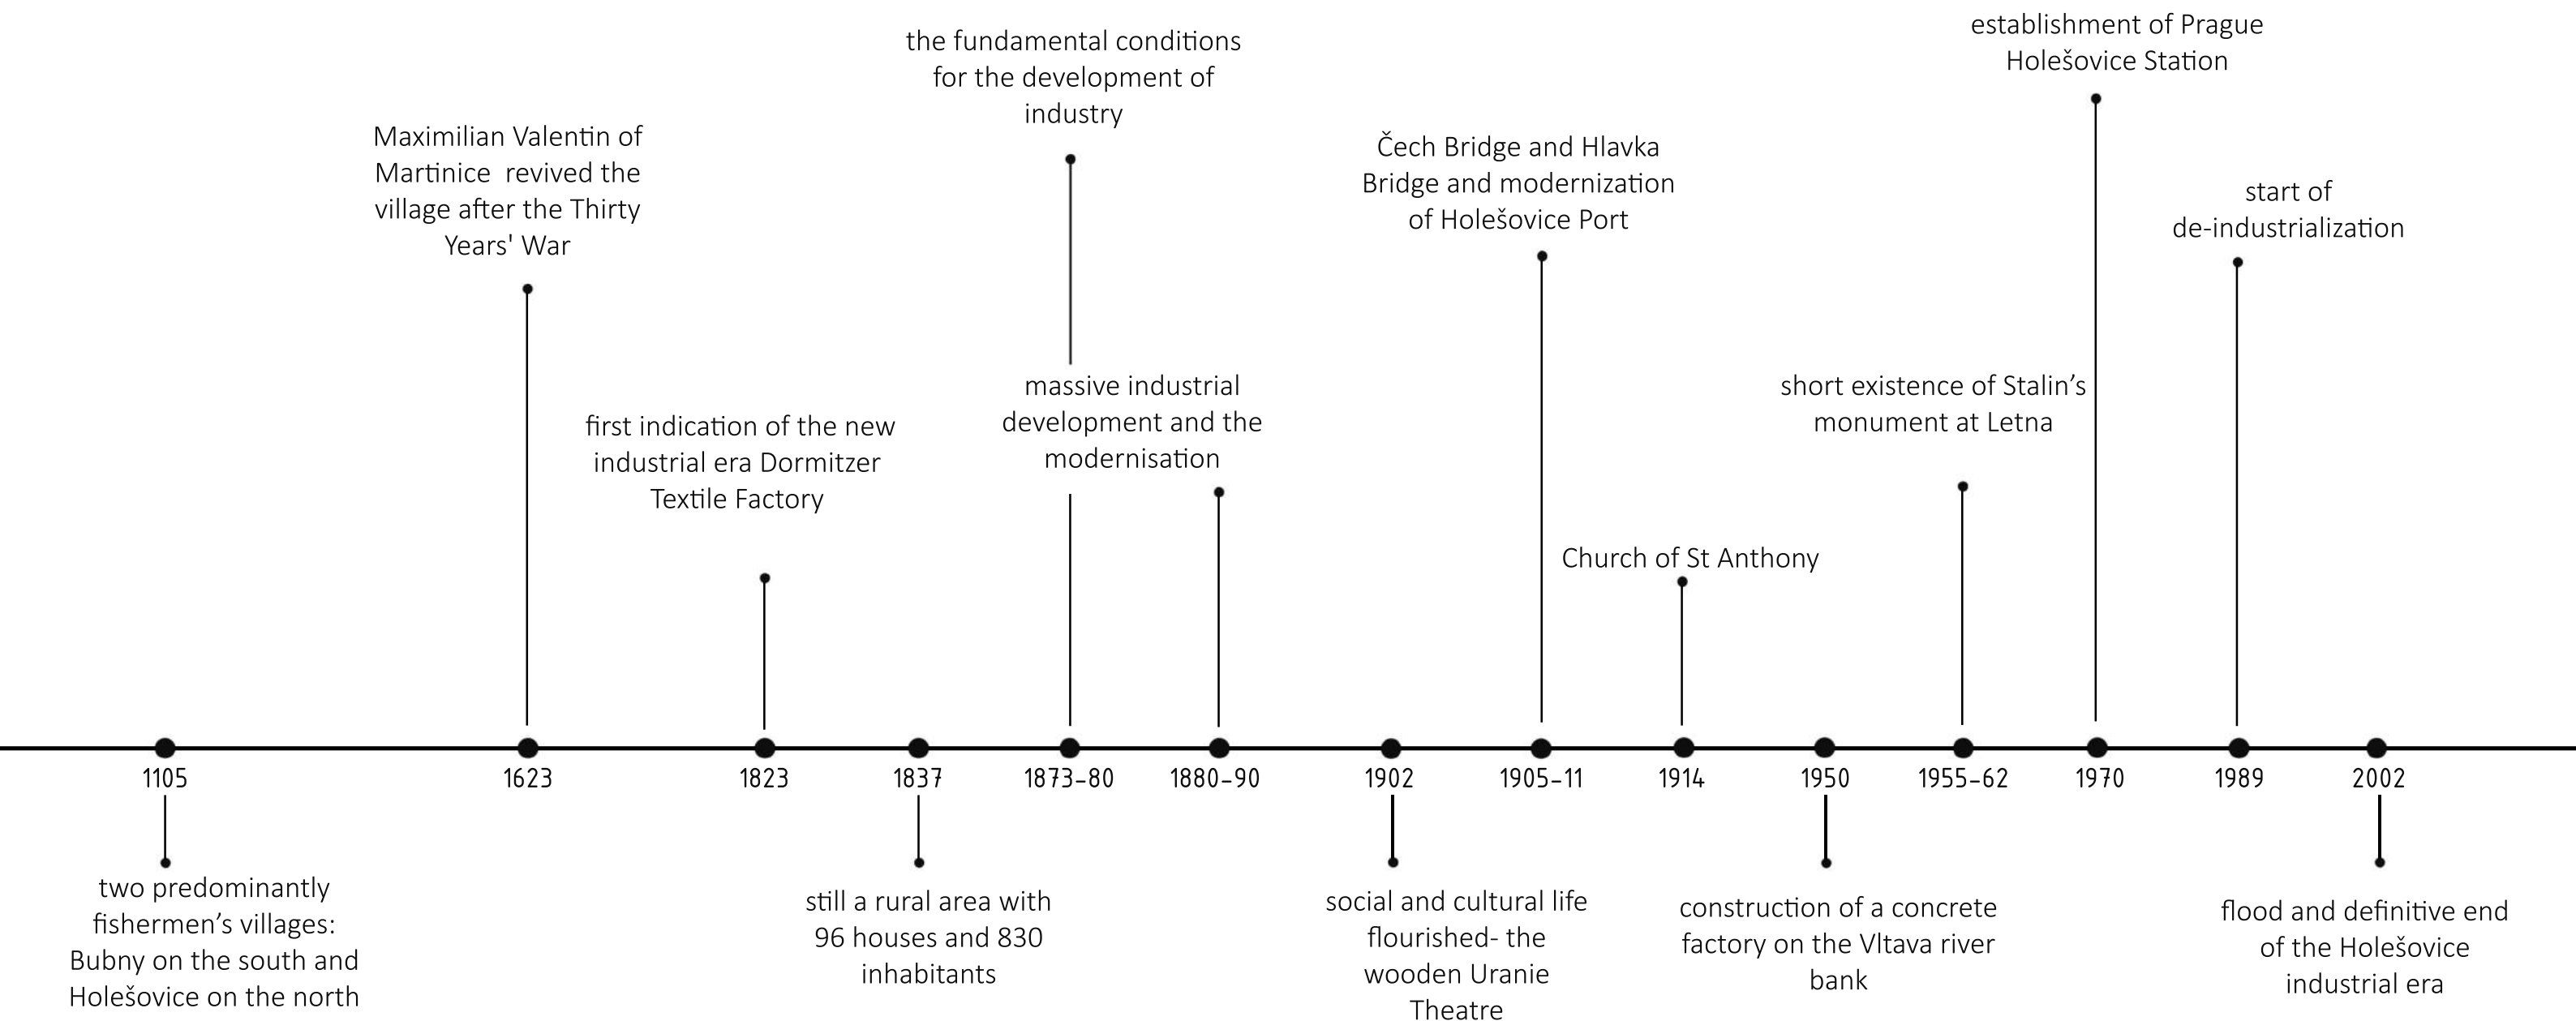 establishment of Prague
Holešovice Station
the fundamental conditions
for the development of
industry
Maximilian Valentin of
Martinice  revived the
village after the Thirty
Years' War
Čech Bridge and Hlavka
Bridge and modernization
of Holešovice Port
start of
de-industrialization
massive industrial
development and the
modernisation
short existence of Stalin’s
monument at Letna
first indication of the new
industrial era Dormitzer
Textile Factory
Church of St Anthony
1105
1623
1823
1837
1873-80
1880-90
1902
1905-11
1914
1950
1955-62
1970
1989
2002
two predominantly
fishermen’s villages:
Bubny on the south and
Holešovice on the north
still a rural area with
96 houses and 830
inhabitants
social and cultural life
flourished- the
wooden Uranie
Theatre
construction of a concrete
factory on the Vltava river
bank
flood and definitive end
of the Holešovice
industrial era